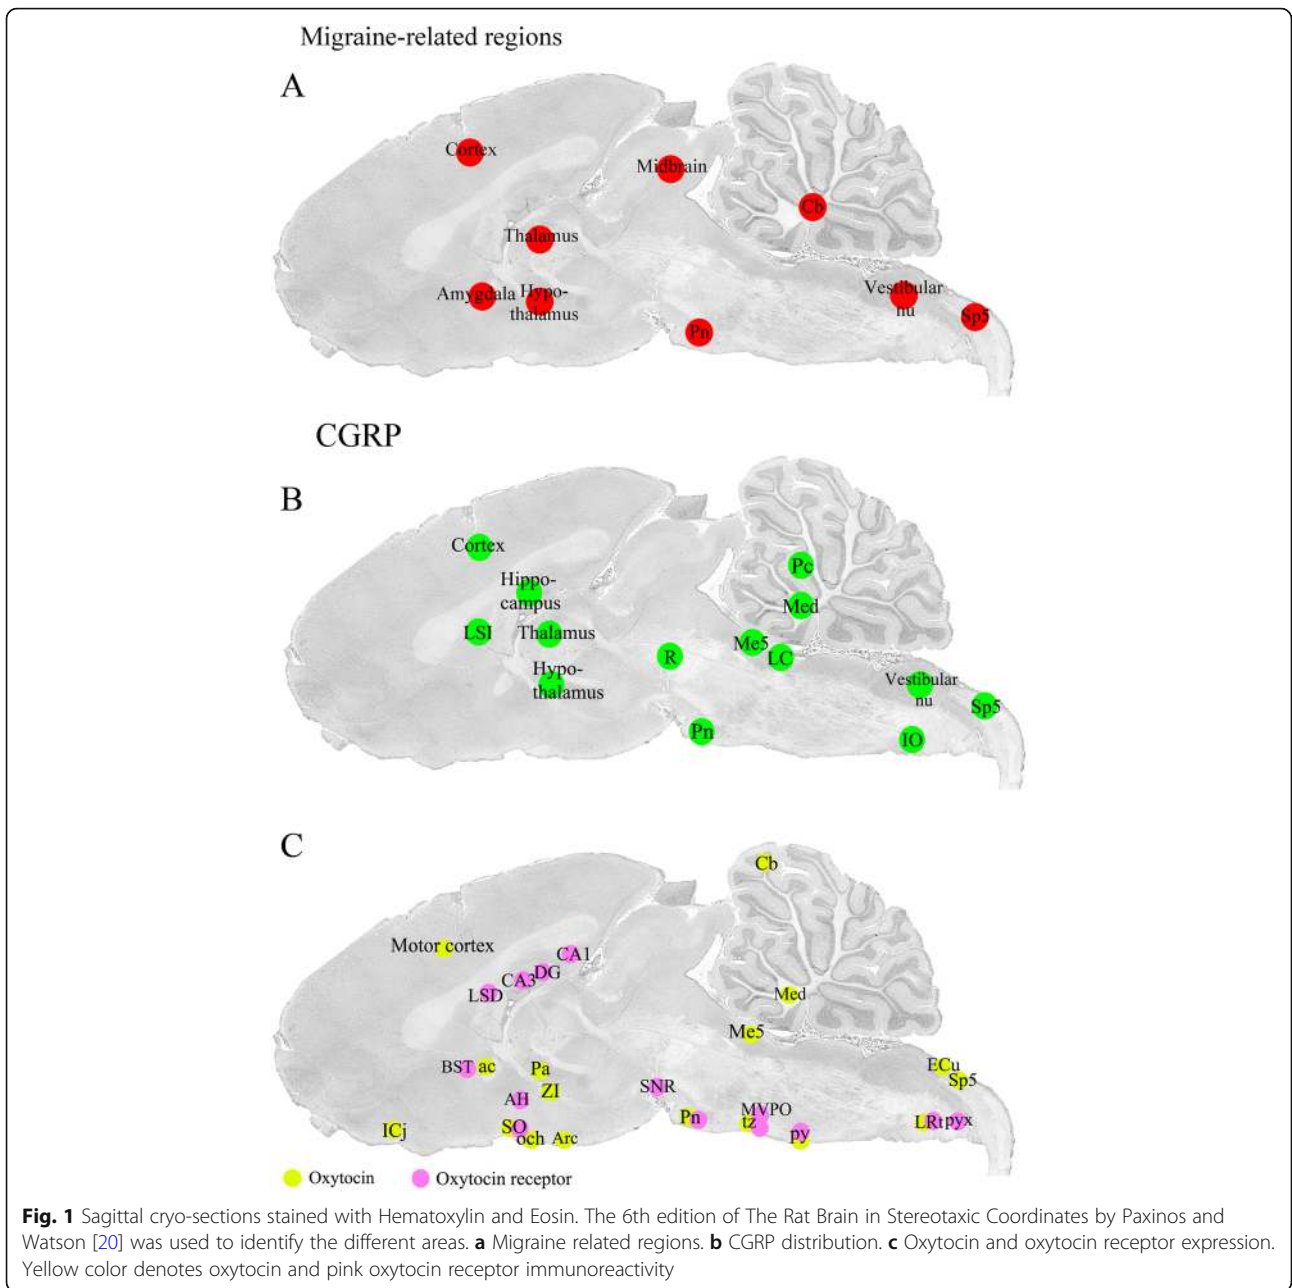 Migraine-related regions
A
Cortex
Midbrain
Cb
Thalamus
Amygdala
Hypo-
thalamus
Vestibular
nu
Sp5
Pn
CGRP
B
Cortex
Pc
Hippo-
campus
Med
LSI
Thalamus
Me5
LC
R
Hypo-
thalamus
Vestibular
nu
Sp5
Pn
IO
C
Cb
Motor cortex
CA1
DG
CA3
LSD
Med
Me5
BST
ac
Pa
ECu
Sp5
ZI
SNR
AH
MVPO
Pn
tz
LRt
pyx
ICj
SO
och
Arc
py
Oxytocin
Oxytocin receptor
Fig. 1 Sagittal cryo-sections stained with Hematoxylin and Eosin. The 6th edition of The Rat Brain in Stereotaxic Coordinates by Paxinos and
Watson [20] was used to identify the different areas. a Migraine related regions. b CGRP distribution. c Oxytocin and oxytocin receptor expression.
Yellow color denotes oxytocin and pink oxytocin receptor immunoreactivity